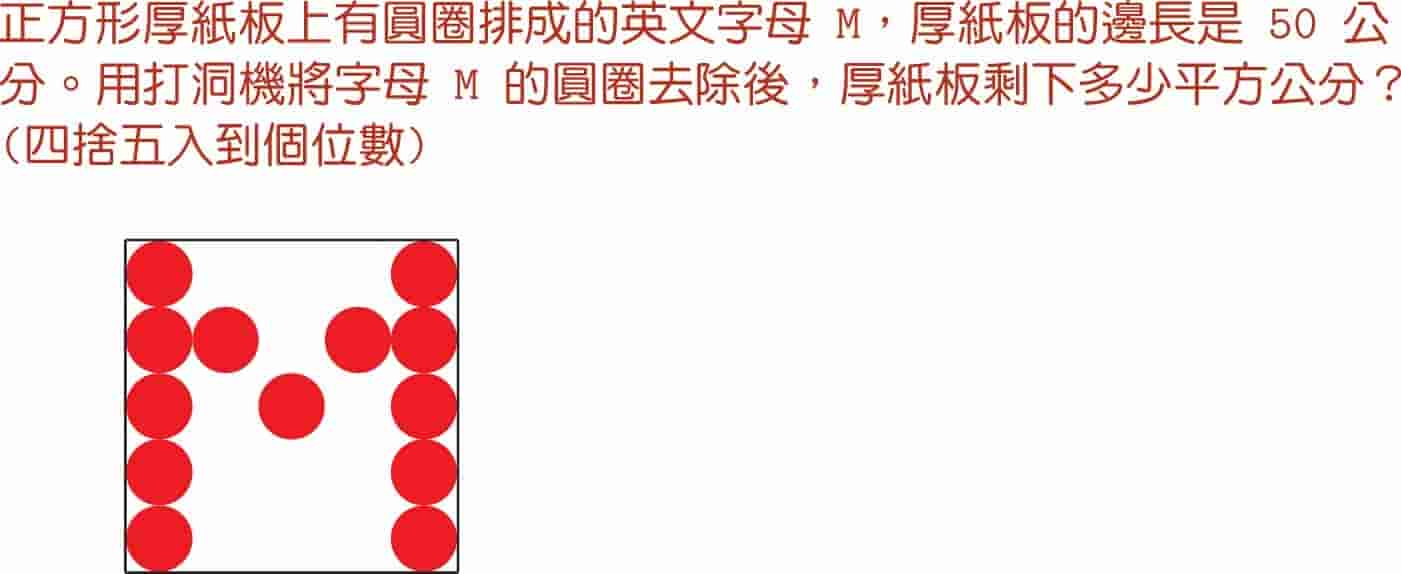 正方形厚紙板上有圓圈排成的英文字母 M,厚紙板的邊長是 50 公
分。用打洞機將字母 M 的圓圈去除後,厚紙板剩下多少平方公分?
(四捨五入到個位數)